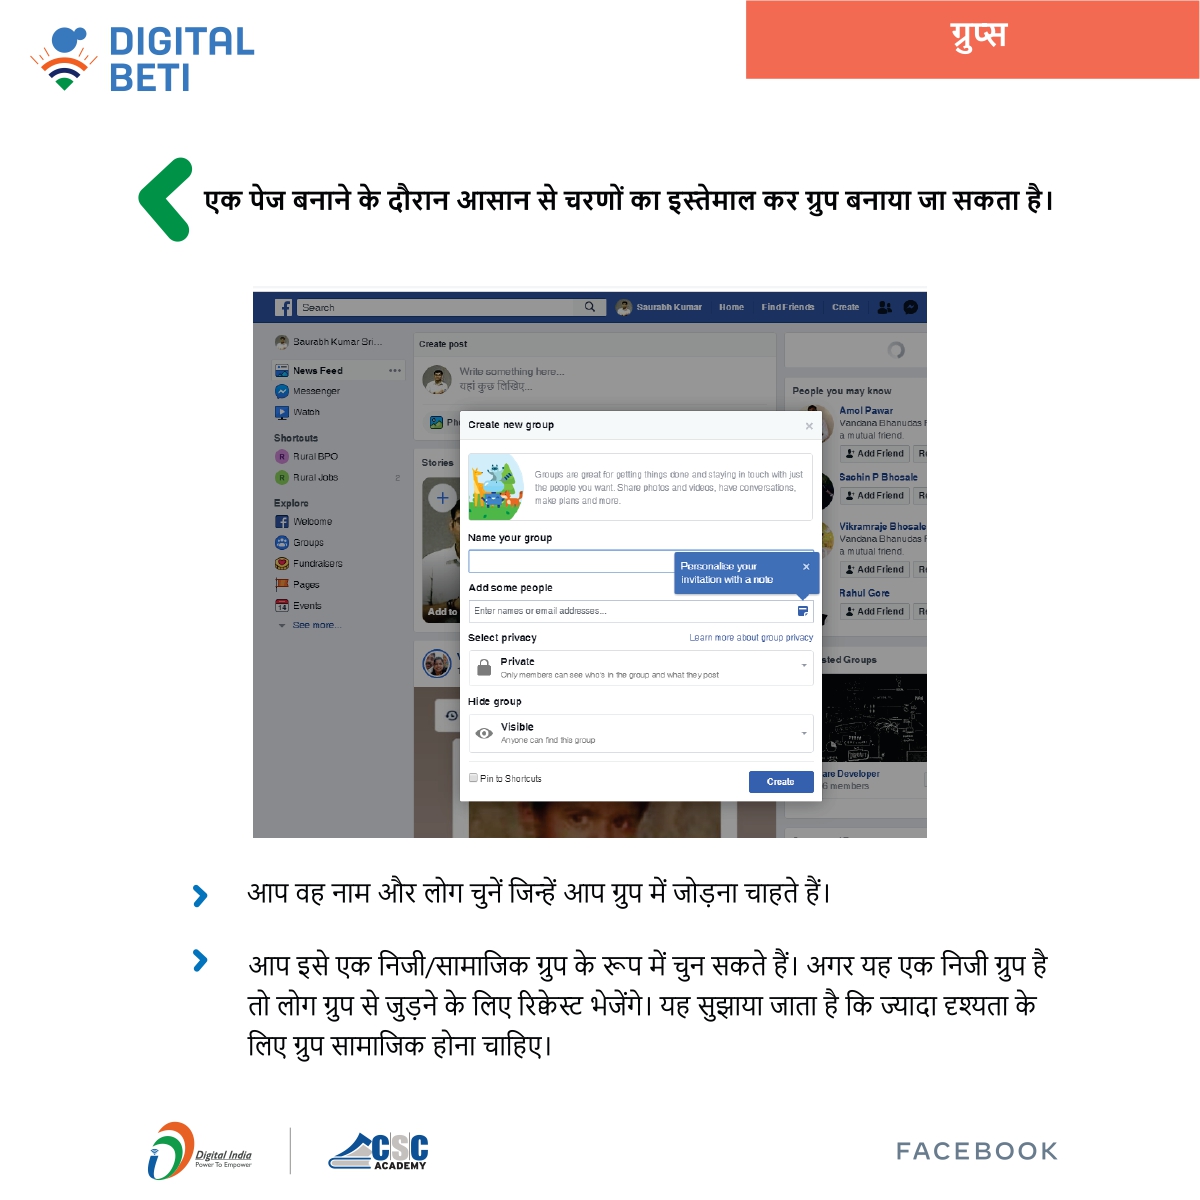 DIGITAL
BETI
ग्रुप्स
एक पेज बनाने के दौरान आसान से चरणों का इस्तेमाल कर ग्रुप बनाया जा सकता है।
Search
Saurabh Kumar
Home
Find Friends
Create
Saurabh Kumar Sri...
News Feed
Messenger
Watch
Shortcuts
R Rural BPO
R Rural Jobs 2
Explore
Welcome
Groups
Fundraisers
Pages
14 Events
See more...
Create post
Write something here...
यहां कुछ लिखिए...
Stories
Add to
Create new group
Groups are great for getting things done and staying in touch with just
the people you want. Share photos and videos, have conversations,
make plans and more.
Name your group
Personalise your
invitation with a note
Add some people
Enter names or email addresses...
Select privacy
Learn more about group privacy
Private
Only members can see who's in the group and what they post
Hide group
Visible
Anyone can find this group
Pin to Shortcuts
Create
People you may know
Amol Pawar
Vandana Bhanudas
a mutual friend.
Add Friend
Sachin P Bhosale
Add Friend
Vikramraje Bhosale
Vandana Bhanudas
a mutual friend.
Add Friend
Rahul Gore
Add Friend
sted Groups
are Developer
6 members
आप वह नाम और लोग चुनें जिन्हें आप ग्रुप में जोड़ना चाहते हैं।
आप इसे एक निजी/सामाजिक ग्रुप के रूप में चुन सकते हैं। अगर यह एक निजी ग्रुप है
तो लोग ग्रुप से जुड़ने के लिए रिक्वेस्ट भेजेंगे। यह सुझाया जाता है कि ज्यादा दृश्यता के
लिए ग्रुप सामाजिक होना चाहिए।
Digital India
Power To Empower
CSC
ACADEMY
FACEBOOK